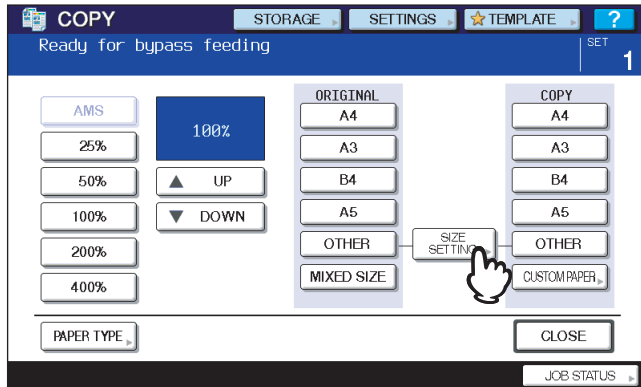 COPY STORAGE SETTINGS TEMPLATE ?
Ready for bypass feeding
SET
1
AMS
25%
50%
100%
200%
400%
100%
UP
DOWN
ORIGINAL
A4
A3
B4
A5
OTHER
MIXED SIZE
SIZE
SETTING
COPY
A4
A3
B4
A5
OTHER
CUSTOM PAPER
PAPER TYPE
CLOSE
JOB STATUS